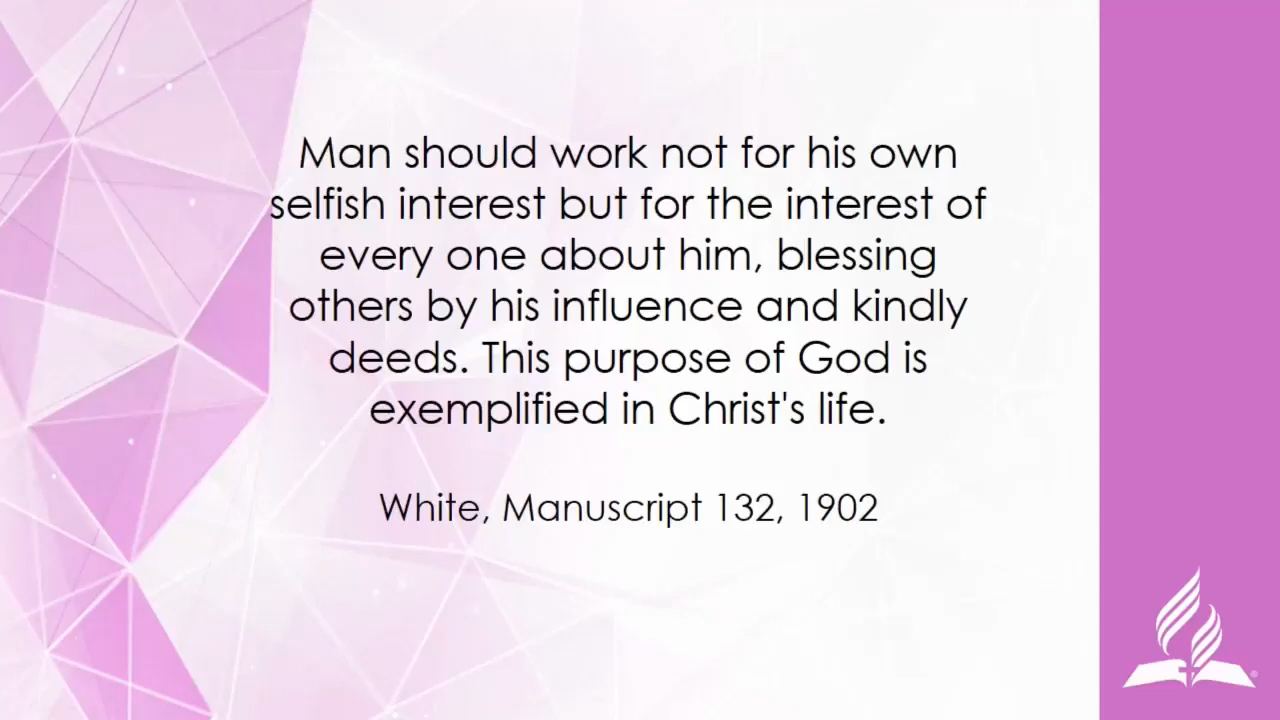 Man should work not for his own
selfish interest but for the interest of
every one about him, blessing
others by his influence and kindly
deeds. This purpose of God is
exemplified in Christ's life.
White, Manuscript 132, 1902
®